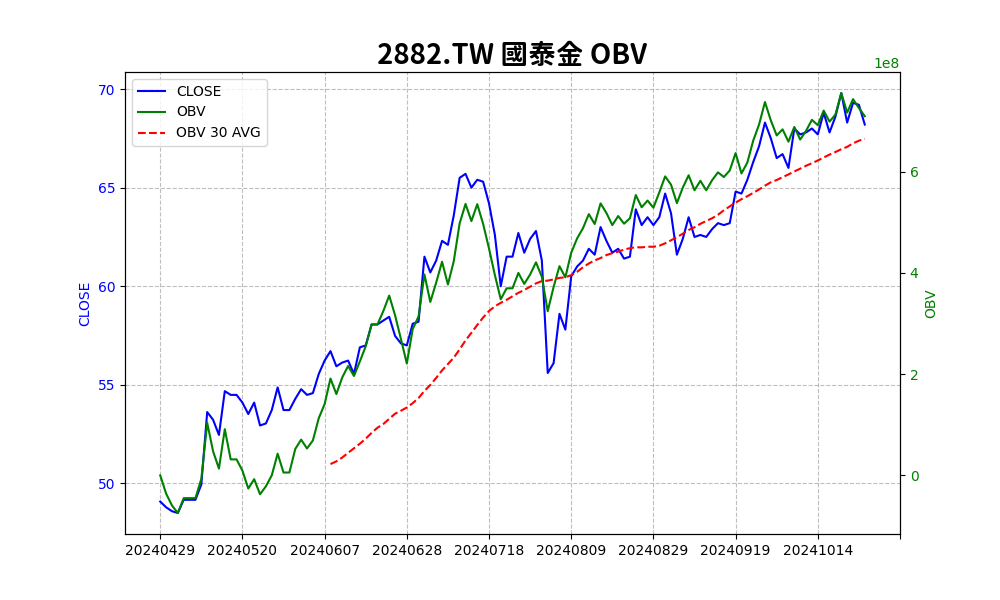 2882.TW 國泰金 OBV
1e8
CLOSE
OBV
OBV 30 AVG
70
65
60
55
50
CLOSE
6
4
2
0
OBV
20240429 20240520 20240607 20240628 20240718 20240809 20240829 20240919 20241014